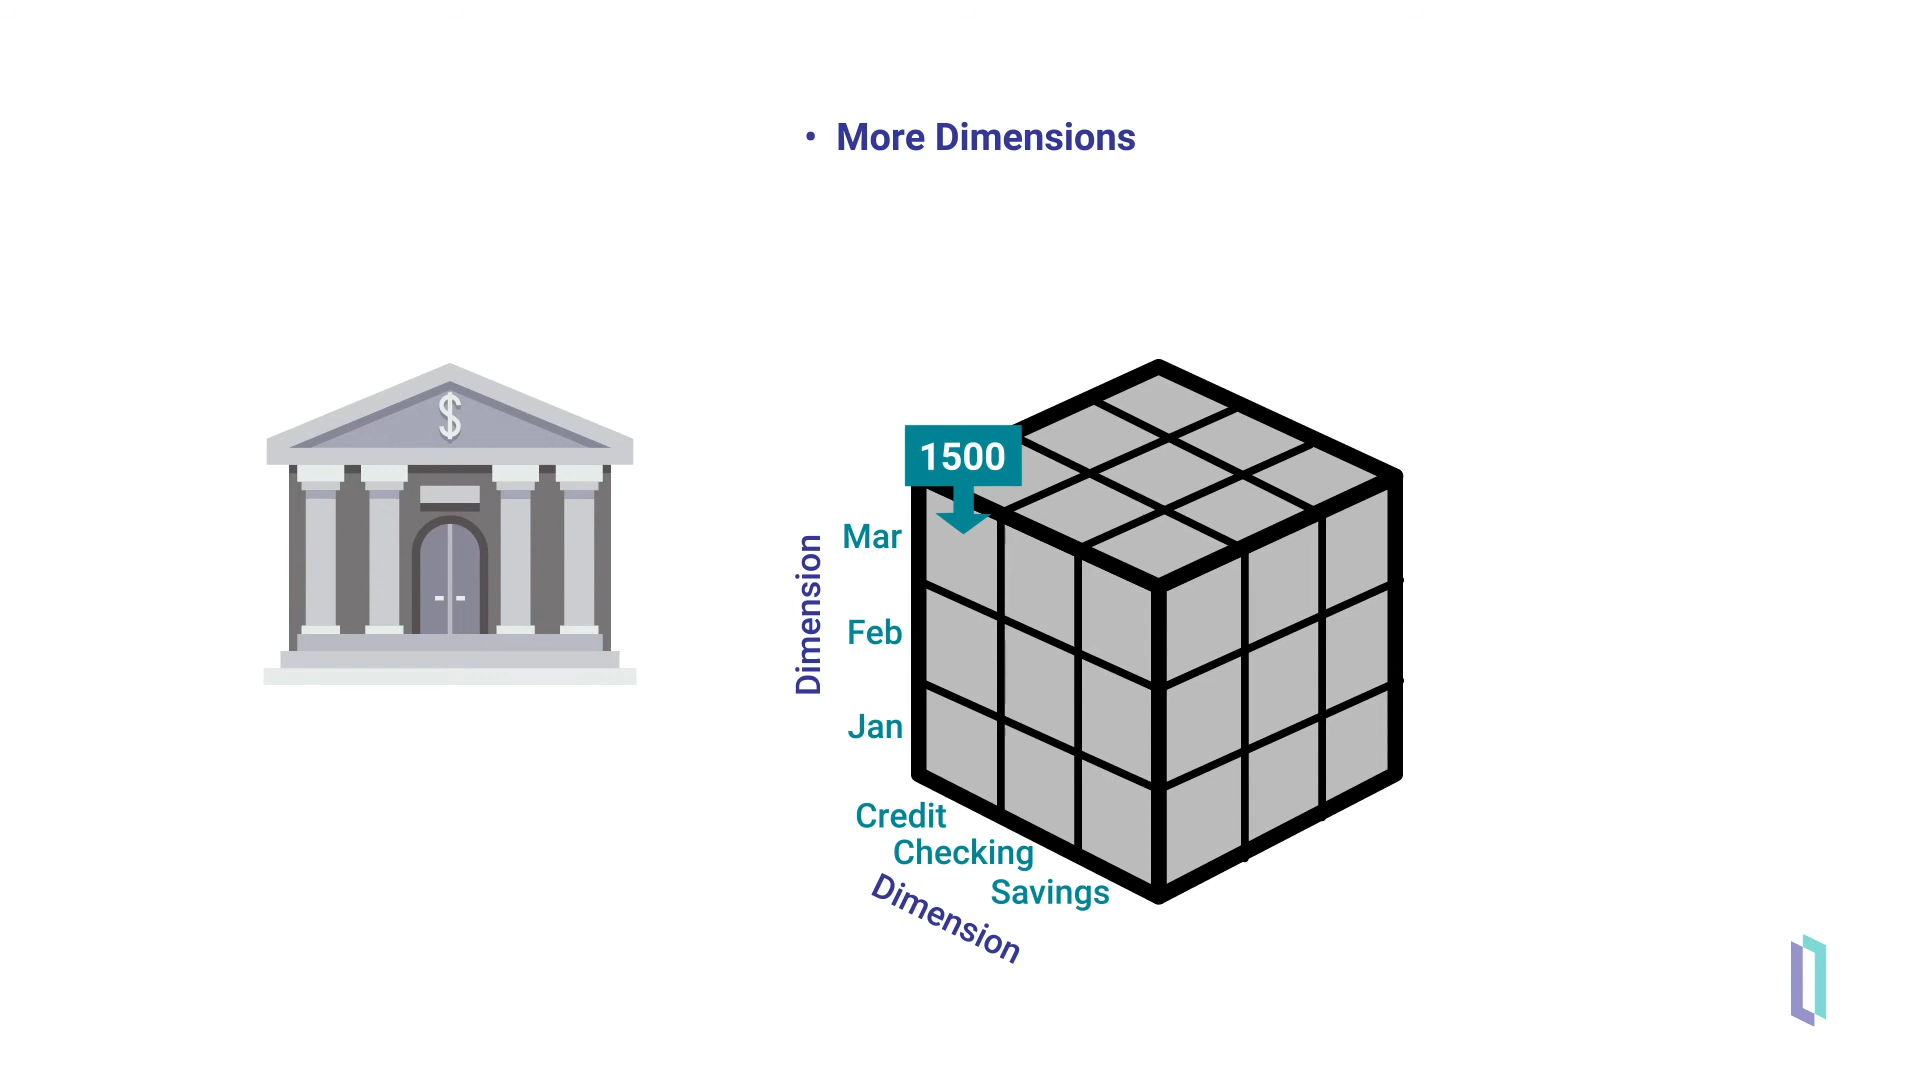 • More Dimensions
$
1500
Mar
Feb
Jan
Dimension
Credit
Checking
Savings
Dimension